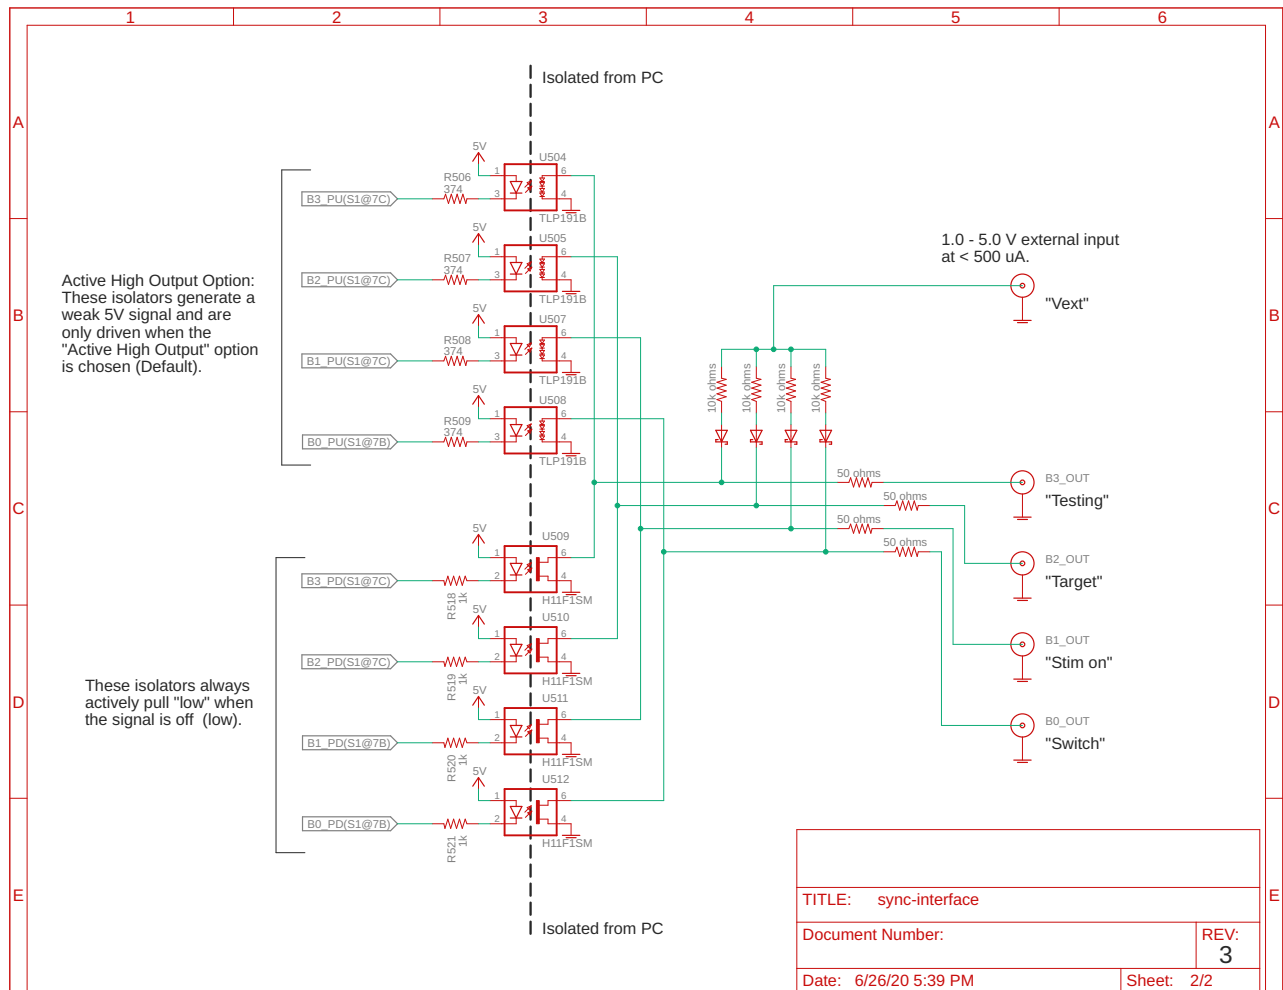 1 2 3 4 5 6
A A
B B
C C
D D
E E
Isolated from PC
5V
U504
1
6
R506
374
B3_PU(S1@7C)
3
4
TLP191B
5V
U505
1
6
R507
374
B2_PU(S1@7C)
3
4
TLP191B
5V
U507
1
6
R508
374
B1_PU(S1@7C)
3
4
TLP191B
5V
U508
1
6
R509
374
B0_PU(S1@7B)
3
4
TLP191B
Active High Output Option:
These isolators generate a
weak 5V signal and are
only driven when the
"Active High Output" option
is chosen (Default).
5V
U509
1
6
B3_PD(S1@7C)
2
4
R518
1k
H11F1SM
5V
U510
1
6
B2_PD(S1@7C)
2
4
R519
1k
H11F1SM
5V
U511
1
6
B1_PD(S1@7B)
2
4
R520
1k
H11F1SM
5V
U512
1
6
B0_PD(S1@7B)
2
4
R521
1k
H11F1SM
These isolators always
actively pull "low" when
the signal is off (low).
Isolated from PC
1.0 - 5.0 V external input
at < 500 uA.
"Vext"
10k ohms
10k ohms
10k ohms
10k ohms
50 ohms
50 ohms
50 ohms
50 ohms
B3_OUT
"Testing"
B2_OUT
"Target"
B1_OUT
"Stim on"
B0_OUT
"Switch"
TITLE: sync-interface
Document Number:
REV:
3
Date: 6/26/20 5:39 PM
Sheet: 2/2